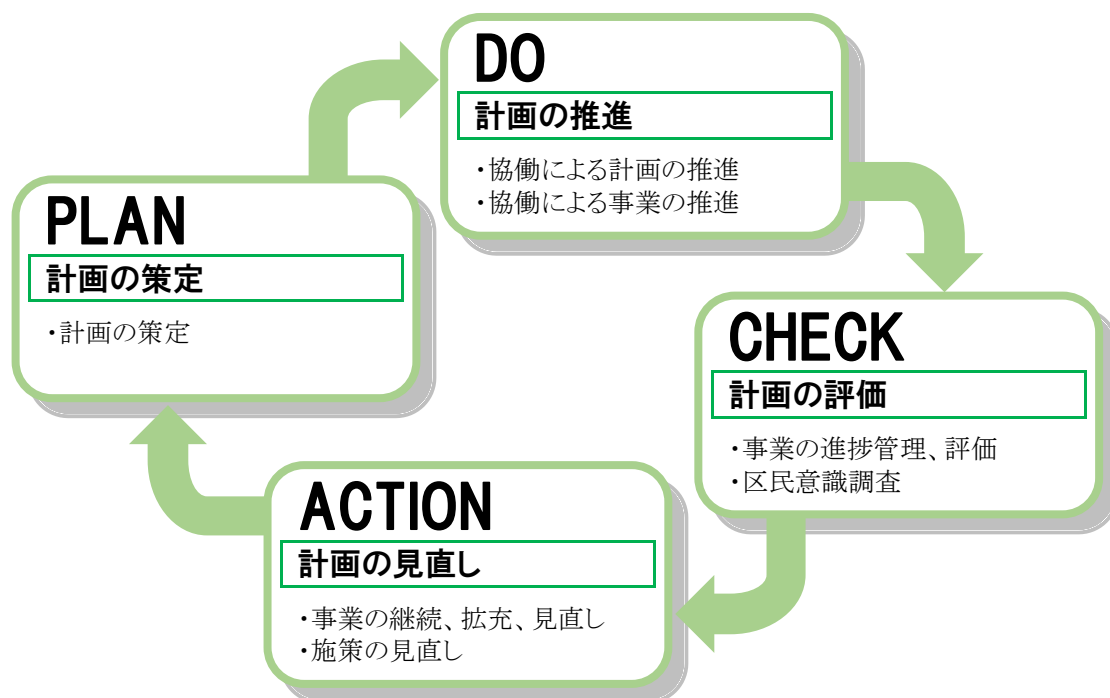 PLAN
計画の策定
・計画の策定
DO
計画の推進
・協働による計画の推進
・協働による事業の推進
CHECK
計画の評価
・事業の進捗管理、評価
・区民意識調査
ACTION
計画の見直し
・事業の継続、拡充、見直し
・施策の見直し